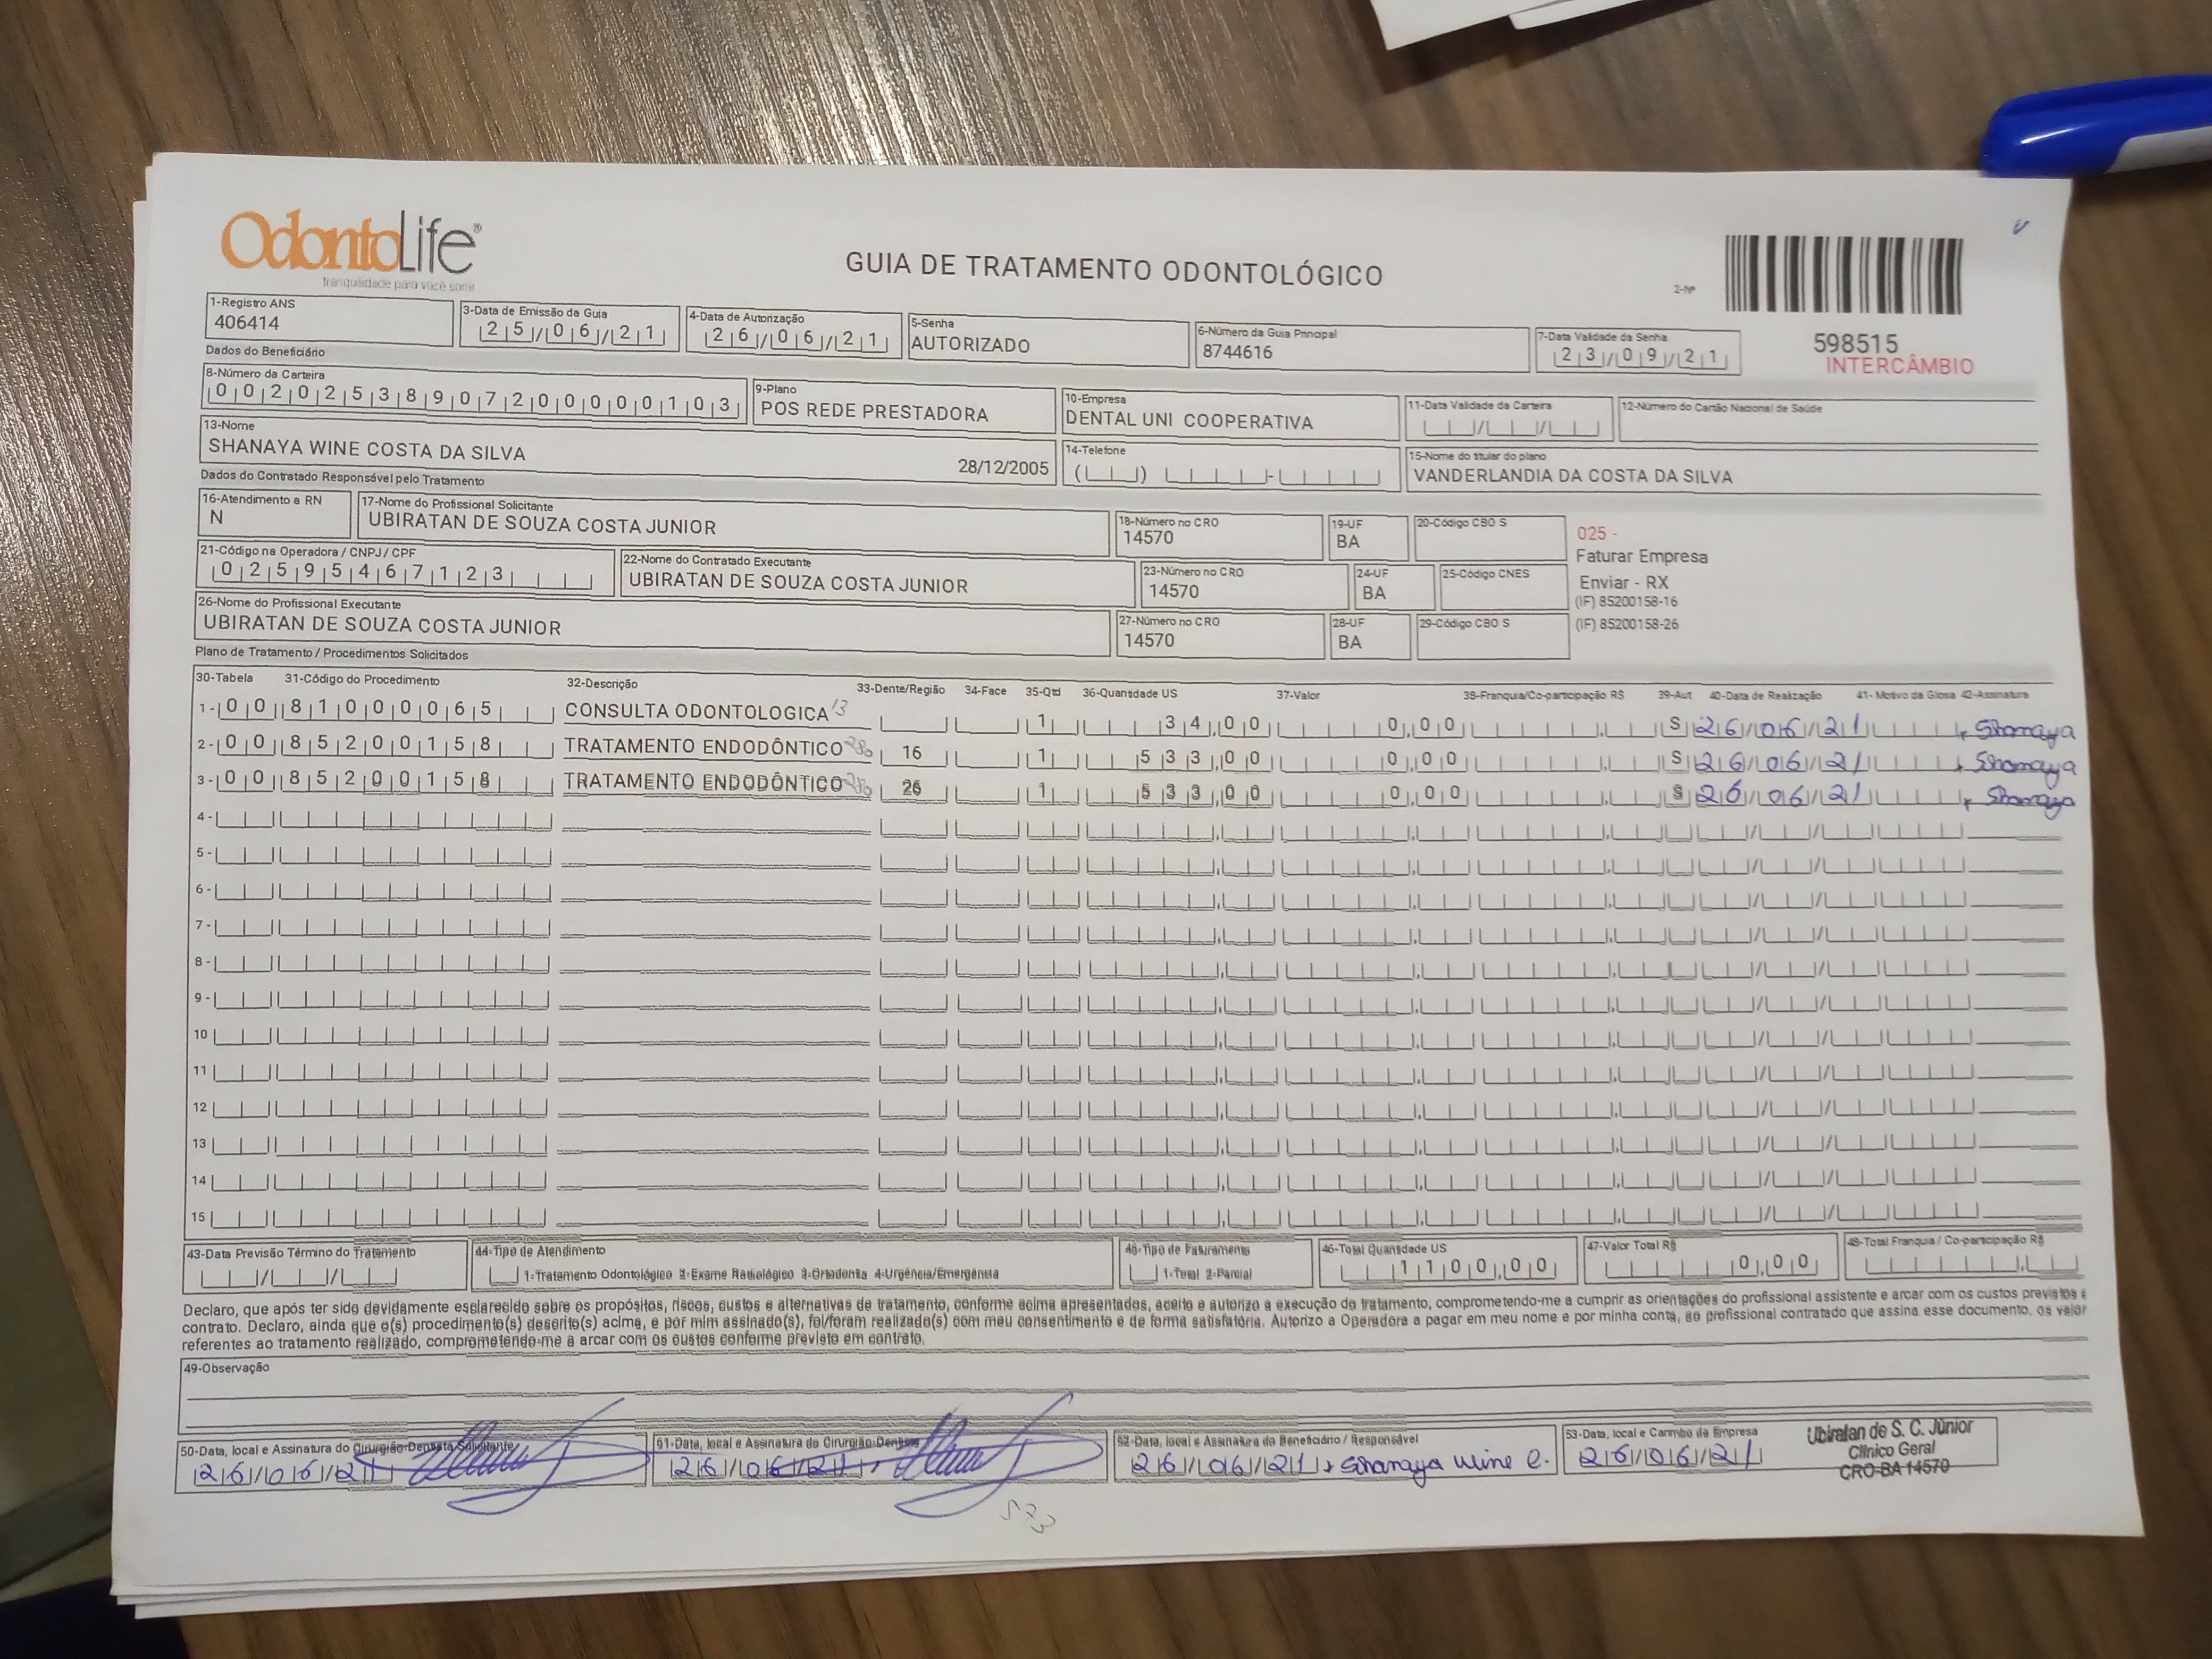 OdontoLife®
tranquilidade para você sorrir
GUIA DE TRATAMENTO ODONTOLÓGICO
2-Nº
598515
INTERCÂMBIO
1-Registro ANS
406414
3-Data de Emissão da Guia
25/06/21
4-Data de Autorização
26/06/21
5-Senha
AUTORIZADO
6-Número da Guia Principal
8744616
7-Data Validade da Senha
23/09/21
Dados do Beneficiário
8-Número da Carteira
00202538907200000103
9-Plano
POS REDE PRESTADORA
10-Empresa
DENTAL UNI COOPERATIVA
11-Data Validade da Carteira
12-Número do Cartão Nacional de Saúde
13-Nome
SHANAYA WINE COSTA DA SILVA
28/12/2005
14-Telefone
15-Nome do titular do plano
VANDERLANDIA DA COSTA DA SILVA
Dados do Contratado Responsável pelo Tratamento
16-Atendimento a RN
N
17-Nome do Profissional Solicitante
UBIRATAN DE SOUZA COSTA JUNIOR
18-Número no CRO
14570
19-UF
BA
20-Código CBO S
025 -
Faturar Empresa
Enviar - RX
(IF) 85200158-16
(IF) 85200158-26
21-Código na Operadora / CNPJ / CPF
02595467123
22-Nome do Contratado Executante
UBIRATAN DE SOUZA COSTA JUNIOR
23-Número no CRO
14570
24-UF
BA
25-Código CNES
26-Nome do Profissional Executante
UBIRATAN DE SOUZA COSTA JUNIOR
27-Número no CRO
14570
28-UF
BA
29-Código CBO S
Plano de Tratamento / Procedimentos Solicitados
30-Tabela 31-Código do Procedimento 32-Descrição 33-Dente/Região 34-Face 35-Qtd 36-Quantidade US 37-Valor 38-Franquia/Co-participação R$ 39-Aut 40-Data de Realização 41- Motivo da Glosa 42-Assinatura
1- 00 81000065 CONSULTA ODONTOLOGICA 13 1 34,00 0,00 S 26/06/21 Shanaya
2- 00 85200158 TRATAMENTO ENDODÔNTICO 16 1 533,00 0,00 S 26/06/21 Shanaya
3- 00 85200158 TRATAMENTO ENDODÔNTICO 26 1 533,00 0,00 S 26/06/21 Shanaya
4-
5-
6-
7-
8-
9-
10
11
12
13
14
15
43-Data Previsão Término do Tratamento
44-Tipo de Atendimento
1-Tratamento Odontológico 2-Exame Radiológico 3-Ortodontia 4-Urgência/Emergência
45-Tipo de Faturamento
1-Total 2-Parcial
46-Total Quantidade US
1100,00
47-Valor Total R$
0,00
48-Total Franquia / Co-participação R$
Declaro, que após ter sido devidamente esclarecido sobre os propósitos, riscos, custos e alternativas de tratamento, conforme acima apresentados, aceito e autorizo a execução do tratamento, comprometendo-me a cumprir as orientações do profissional assistente e arcar com os custos previstos e
contrato. Declaro, ainda que o(s) procedimento(s) descrito(s) acima, e por mim assinado(s), foi/foram realizado(s) com meu consentimento e de forma satisfatória. Autorizo a Operadora a pagar em meu nome e por minha conta, ao profissional contratado que assina esse documento, os valor
referentes ao tratamento realizado, comprometendo-me a arcar com os custos conforme previsto em contrato.
49-Observação
50-Data, local e Assinatura do Cirurgião-Dentista Solicitante
26/06/21
51-Data, local e Assinatura do Cirurgião-Dentista
26/06/21
52-Data, local e Assinatura do Beneficiário / Responsável
26/06/21 Shanaya wine C.
53-Data, local e Carimbo da Empresa
26/06/21
Ubiratan de S. C. Júnior
Clínico Geral
CRO-BA 14570